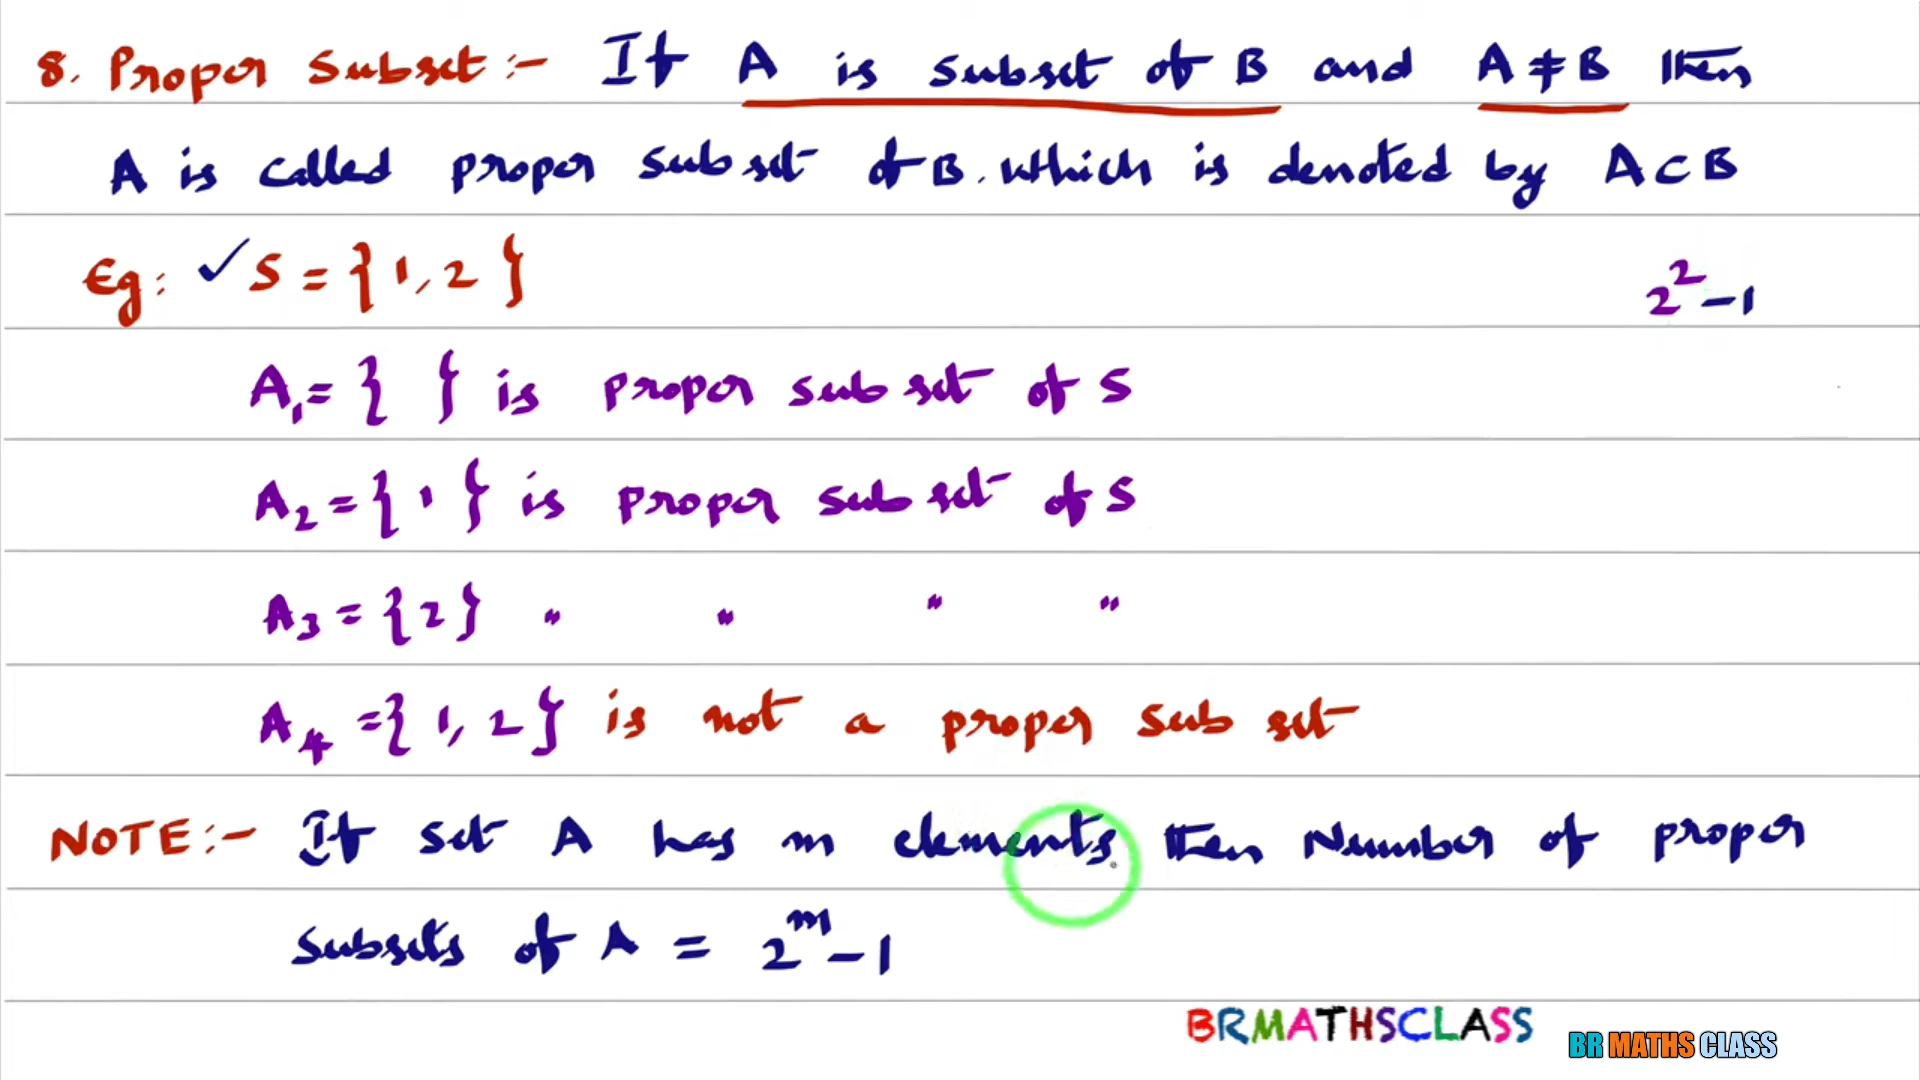 8. Proper Subset :- If A is subset of B and A ≠ B then
A is called proper subset of B. which is denoted by A ⊂ B
Eg: ✓ S = { 1, 2 }
2² - 1
A₁ = { } is proper subset of S
A₂ = { 1 } is proper subset of S
A₃ = { 2 } " " " "
A₄ = { 1, 2 } is not a proper sub set
NOTE :- If set A has m elements then Number of proper
subsets of A = 2ᵐ - 1
BRMATHSCLASS
BR MATHS CLASS